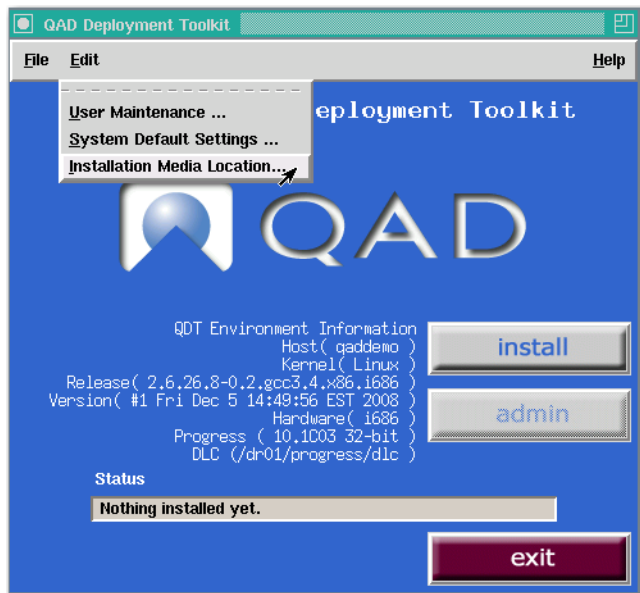 QAD Deployment Toolkit
File Edit Help
eployment Toolkit
User Maintenance ...
System Default Settings ...
Installation Media Location...
QAD
QDT Environment Information
Host( qaddemo )
Kernel( Linux )
Release( 2.6.26.8-0.2.gcc3.4.x86.i686 )
Version( #1 Fri Dec 5 14:49:56 EST 2008 )
Hardware( i686 )
Progress ( 10.1C03 32-bit )
DLC (/dr01/progress/dlc )
install
admin
Status
Nothing installed yet.
exit